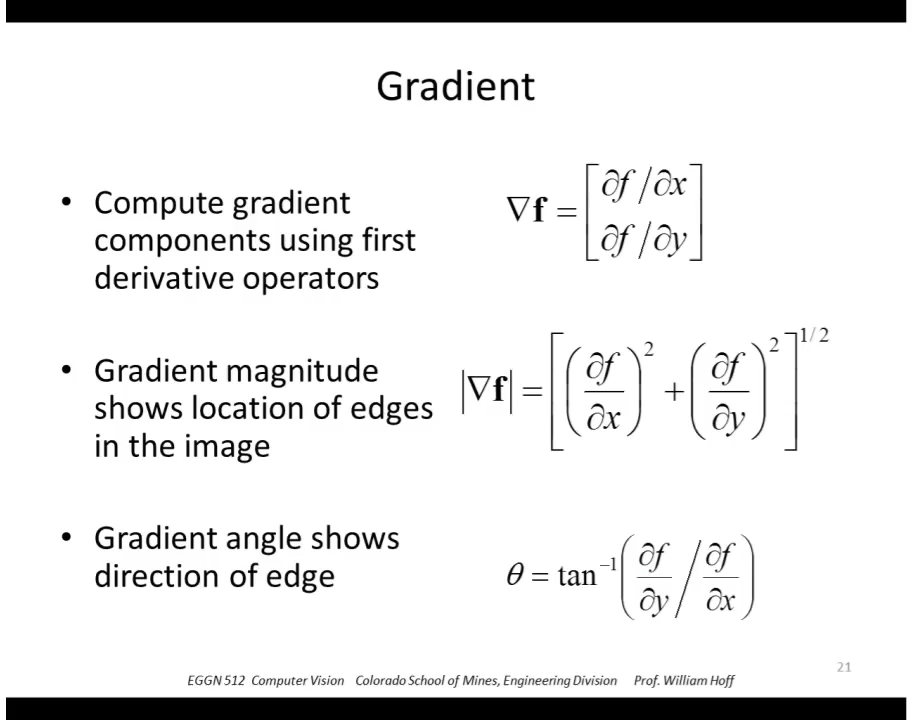 Gradient
• Compute gradient
components using first
derivative operators
∇f = [∂f/∂x
∂f/∂y]
• Gradient magnitude
shows location of edges
in the image
|∇f| = [(∂f/∂x)² + (∂f/∂y)²]^1/2
• Gradient angle shows
direction of edge
θ = tan⁻¹(∂f/∂y / ∂f/∂x)
21
EGGN 512 Computer Vision Colorado School of Mines, Engineering Division Prof. William Hoff